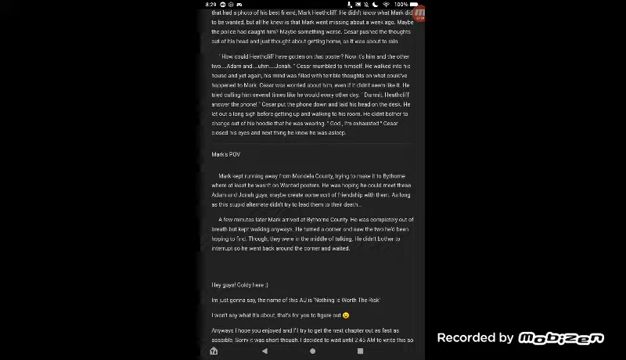 8:29
100%
that had a photo of his best friend, Mark Heathcliff. He didn't know what Mark did
to be wanted, but all he knew is that Mark went missing about a week ago. Maybe
the police had caught him? Maybe something worse. Cesar pushed the thoughts
out of head and just thought about getting home, as it was about to rain
" How could Heathcliff have gotten on that poster? Now it's him and the other
two....Adam and....uhm....Jonah. " Cesar mumbled to himself. He walked into his
house and yet again, his mind was filled with terrible thoughts on what could've
happened to Mark. Cesar was worried about him, even if it didn't seem like it. He
tried calling him several times like he would every other day. " Dammit, Heathcliff
answer the phone! " Cesar put the phone down and laid his head on the desk. He
let out a long sigh before getting up and walking to his room. He didnt bother to
change out of his hoodie that he was wearing. " God, I'm exhausted " Cesar
closed his eyes and next thing he know he was asleep.
Mark's POV
Mark kept running away from Mandela County, trying to make it to Bythorne
where at least he wasn't on Wanted posters. He was hoping he could meet these
Adam and Jonah guys, maybe create some sort of friendship with them. As long
as this stupid alternate didn't try to lead them to their death...
A few minutes later Mark arrived at Bythorne County. He was completely out of
breath but kept walking anyways. He turned a corner and saw the two he'd been
hoping to find. Though, they were in the middle of talking. He didn't bother to
interrupt so he went back around the corner and waited.
Hey guys! Goldy here :)
Im just gonna say, the name of this AU is "Nothing is Worth The Risk"
I won't say what it's about, that's for you to figure out 😉
Anyways I hope you enjoyed and I'll try to get the next chapter out as fast as
possible. Sorry it was short though. I decided to wait until 2:45 AM to write this so
Recorded by MOBIZEN